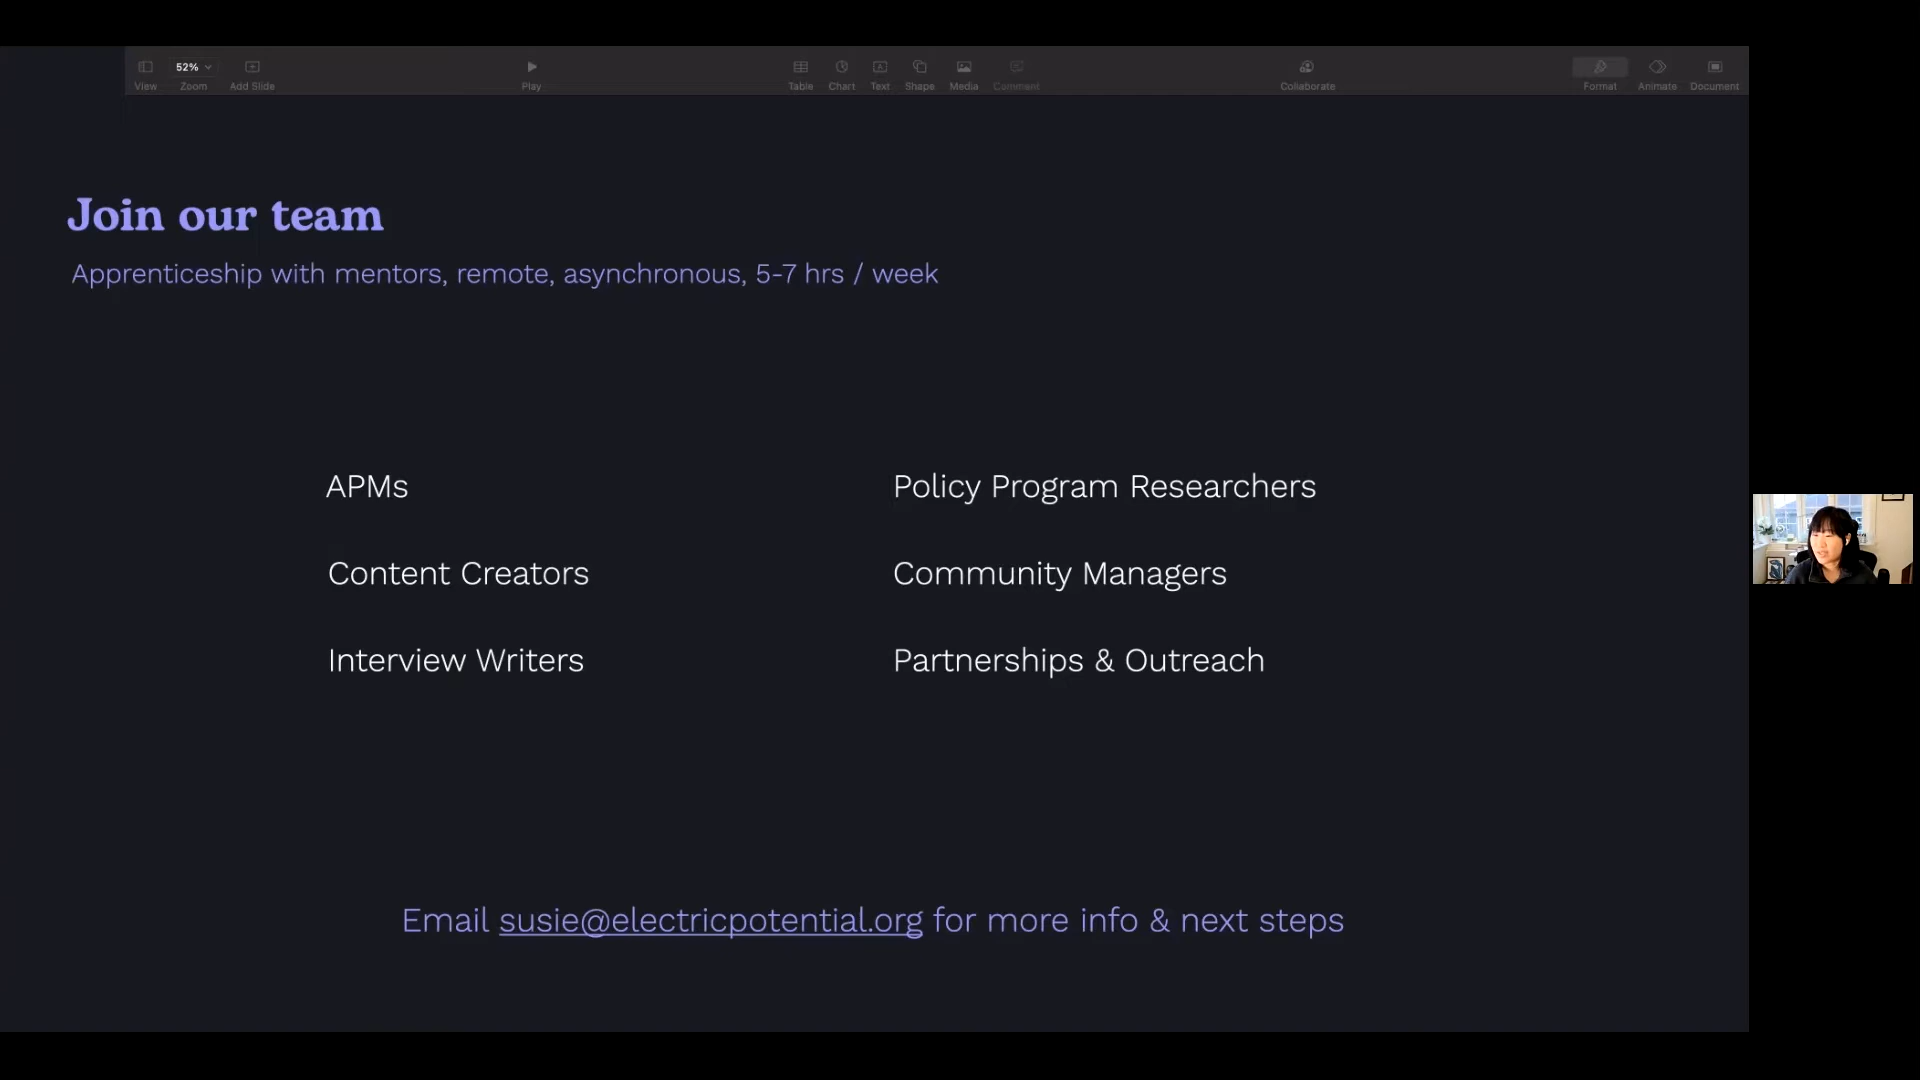 52%
View Zoom Add Slide Play Table Chart Text Shape Media Comment Collaborate Format Animate Document
Join our team
Apprenticeship with mentors, remote, asynchronous, 5-7 hrs / week
APMs
Policy Program Researchers
Content Creators
Community Managers
Interview Writers
Partnerships & Outreach
Email susie@electricpotential.org for more info & next steps